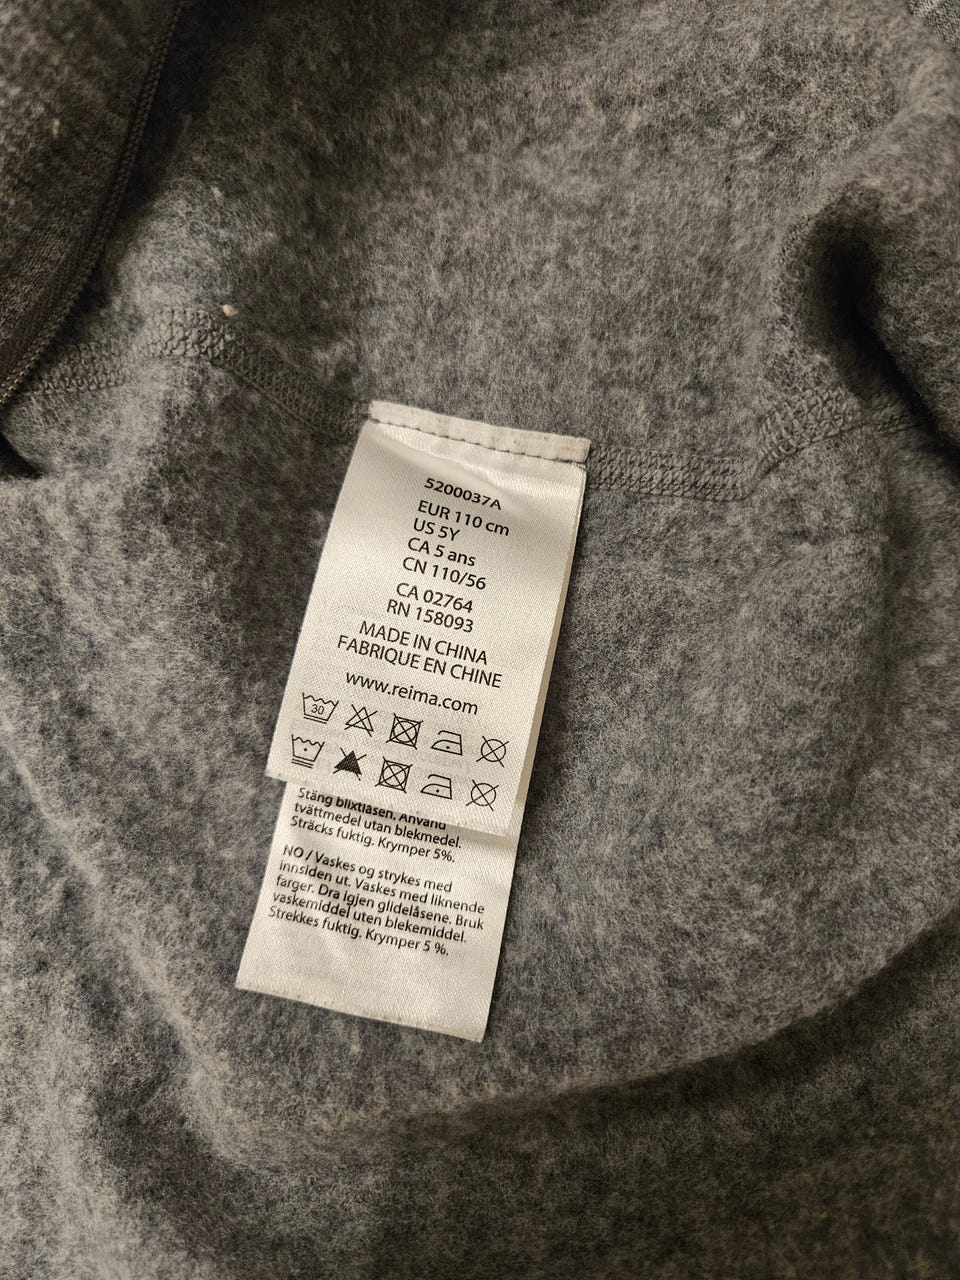 5200037A
EUR 110 cm
US 5Y
CA 5 ans
CN 110/56
CA 02764
RN 158093
MADE IN CHINA
FABRIQUE EN CHINE
www.reima.com
30
Stäng blixtlåsen. Använd
tvättmedel utan blekmedel.
Sträcks fuktig. Krymper 5%.
NO / Vaskes og strykes med
innsiden ut. Vaskes med liknende
farger. Dra igjen glidelåsene. Bruk
vaskemiddel uten blekemiddel.
Strekkes fuktig. Krymper 5 %.